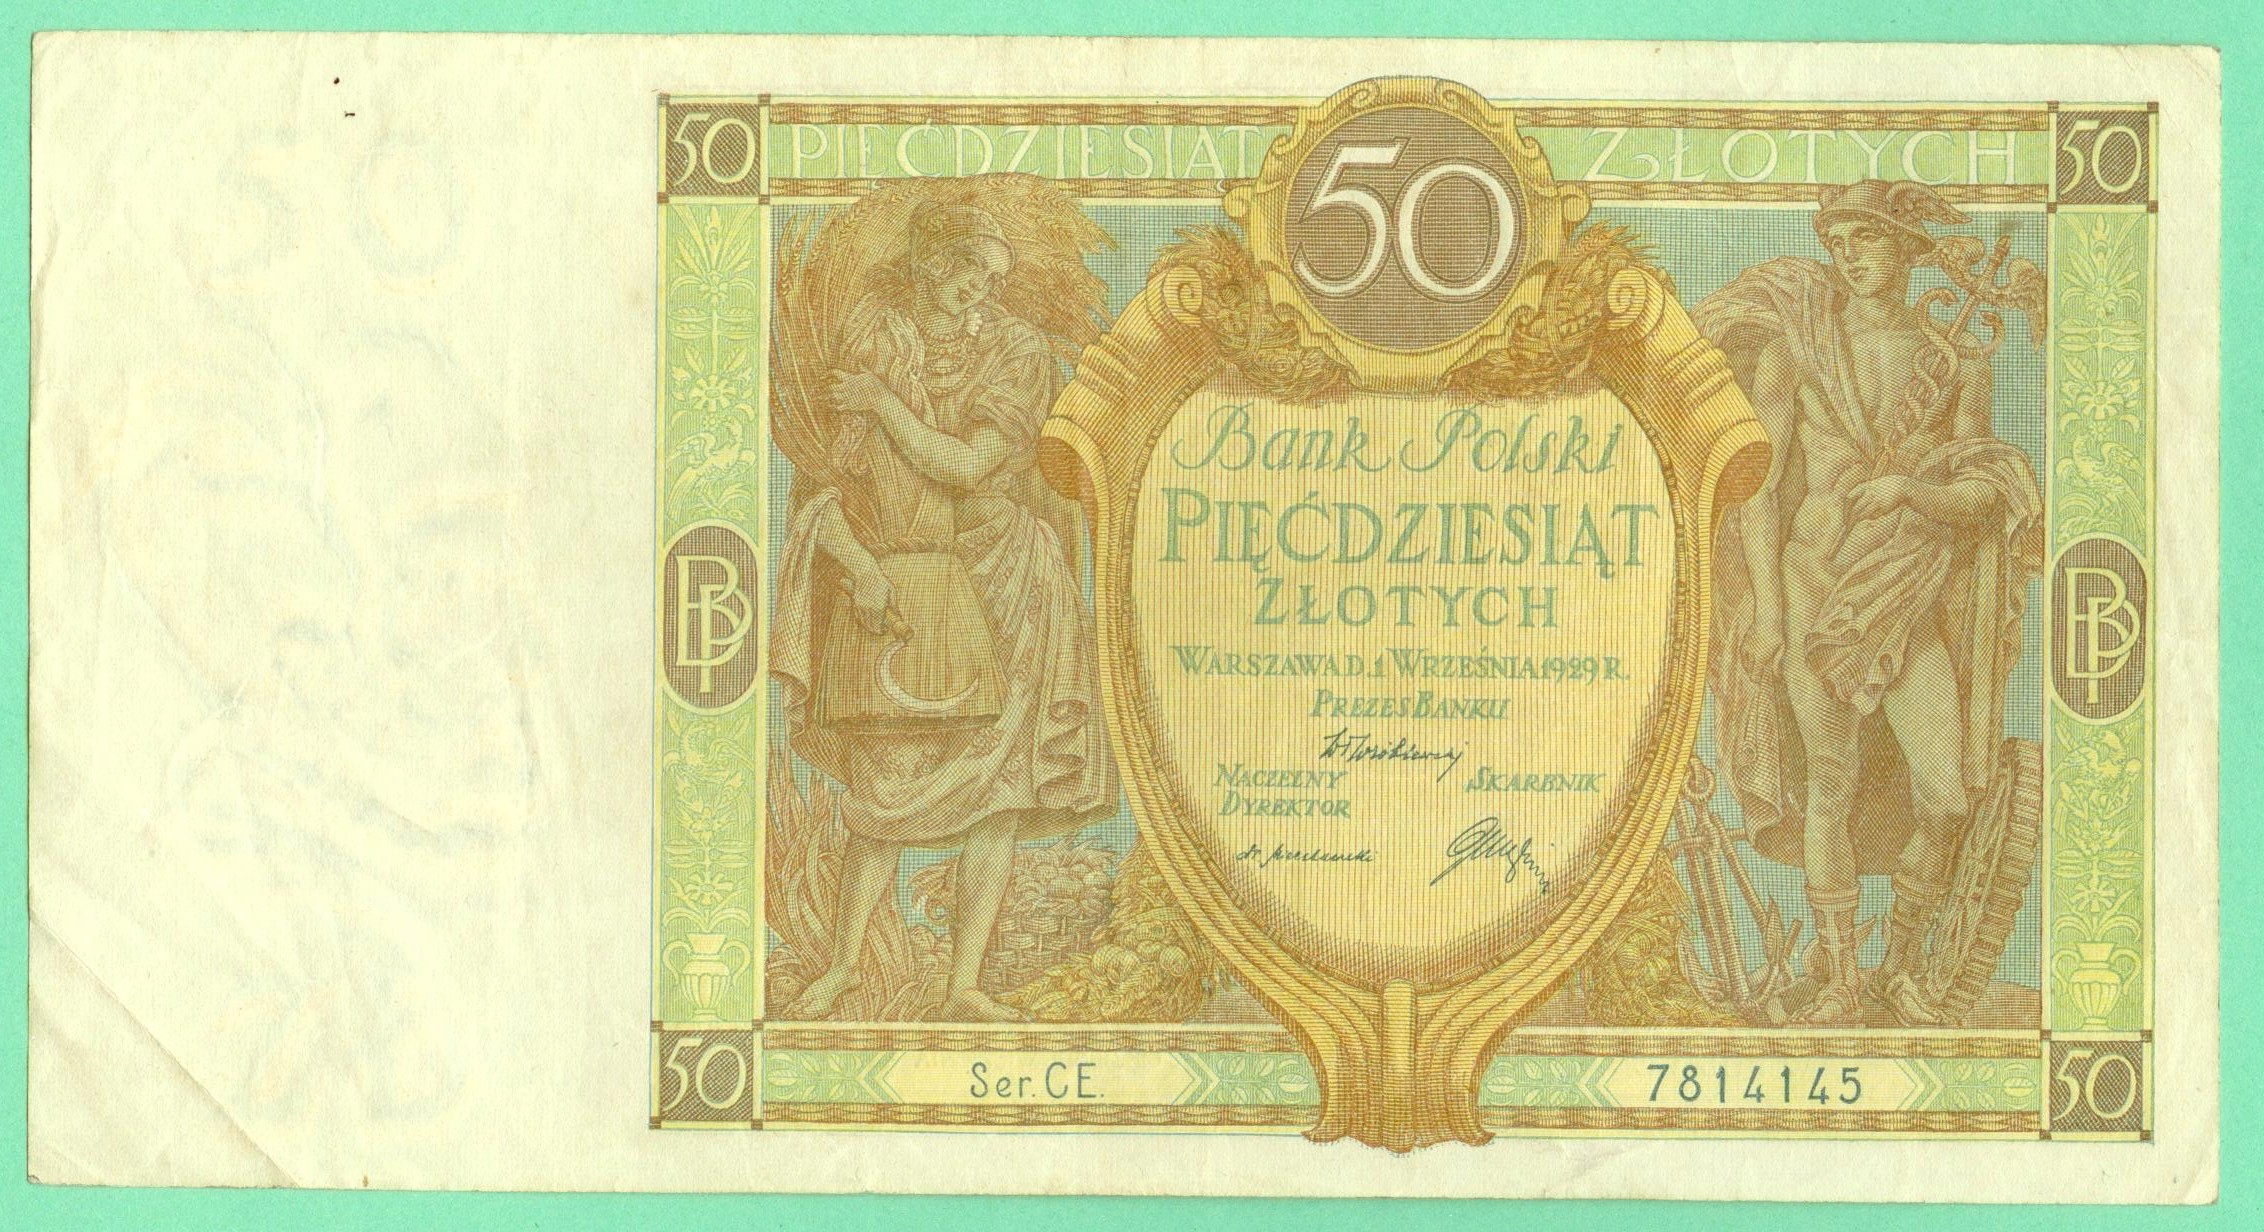 50 PIĘĆDZIESIĄT 50 ZŁOTYCH 50
Bank Polski
PIĘĆDZIESIĄT
ZŁOTYCH
WARSZAWA D. 1 WRZEŚNIA 1929 R.
PREZES BANKU
NACZELNY SKARBNIK
DYREKTOR
BP BP
50 Ser. CE. 7814145 50